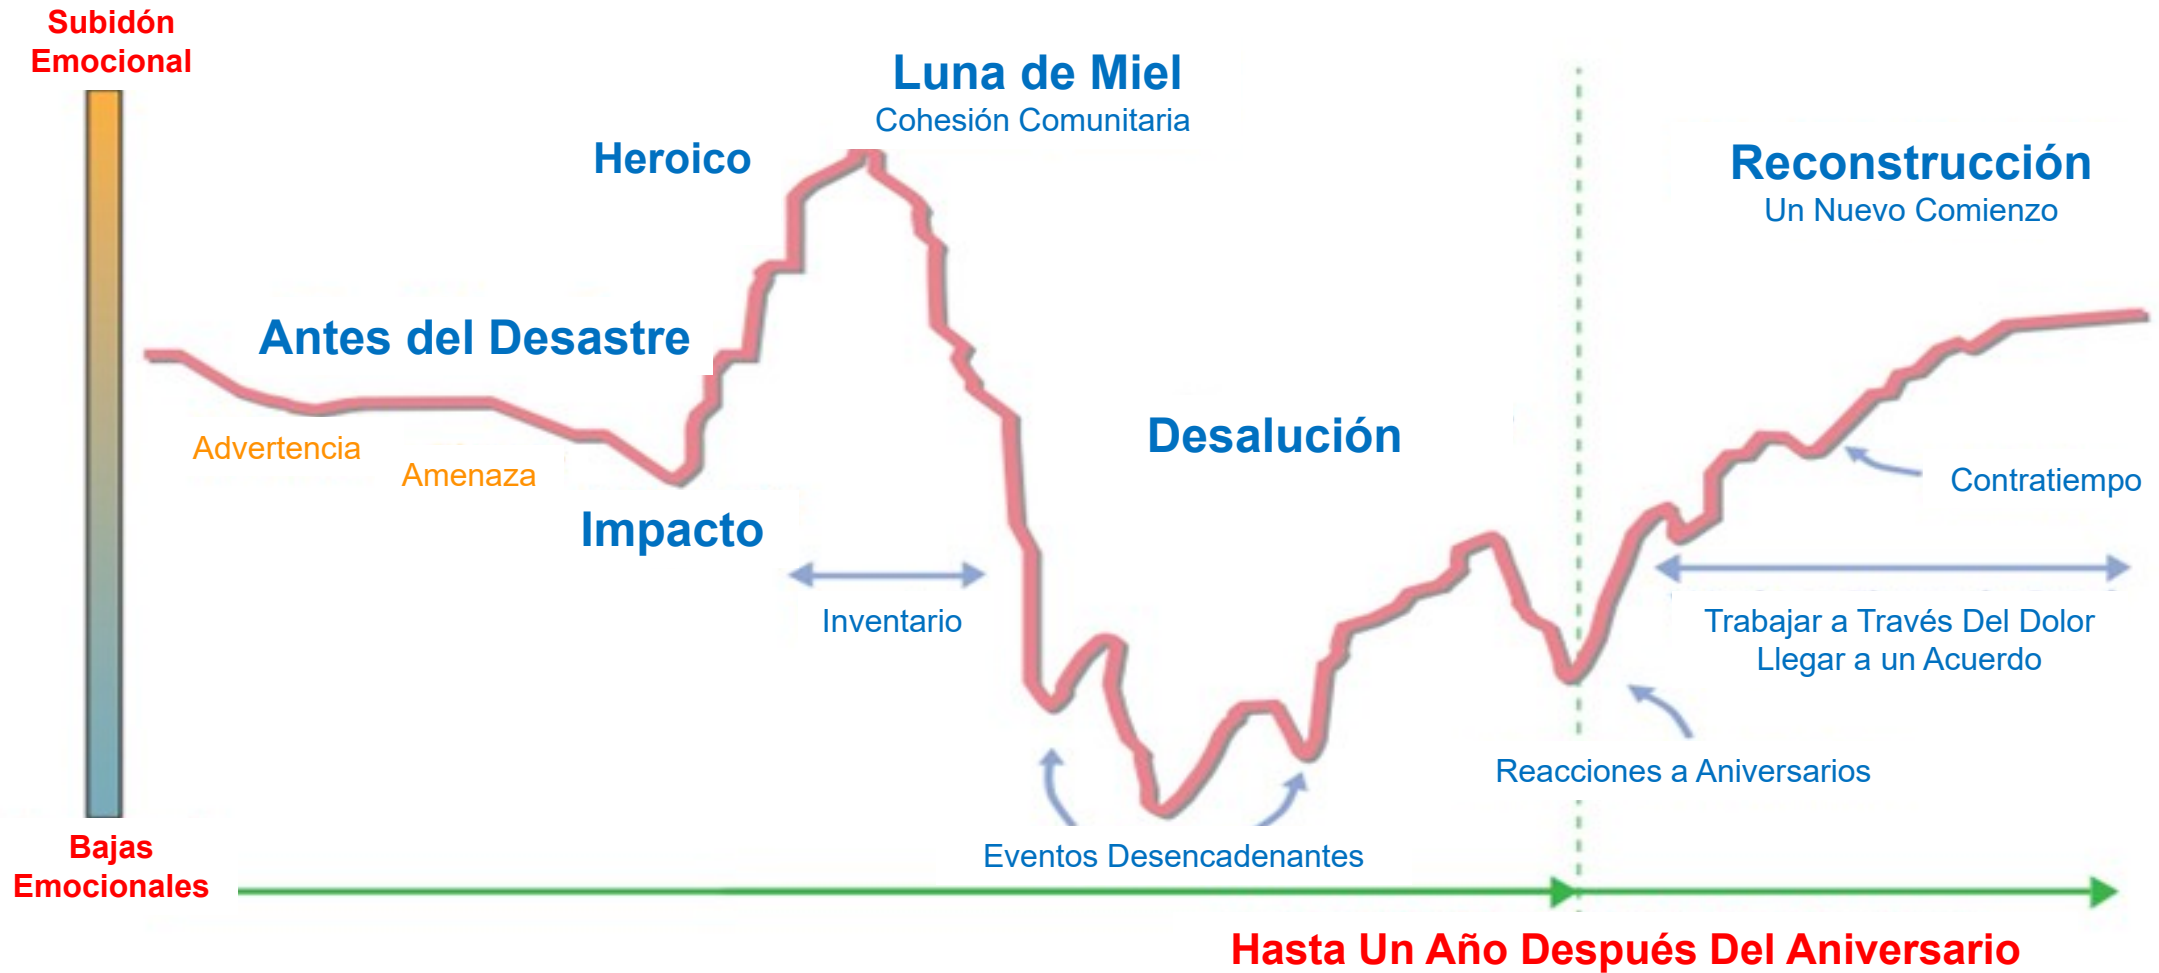 Subidón
Emocional
Luna de Miel
Cohesión Comunitaria
Heroico
Reconstrucción
Un Nuevo Comienzo
Antes del Desastre
Advertencia
Amenaza
Desalución
Contratiempo
Impacto
Inventario
Trabajar a Través Del Dolor
Llegar a un Acuerdo
Reacciones a Aniversarios
Eventos Desencadenantes
Bajas
Emocionales
Hasta Un Año Después Del Aniversario